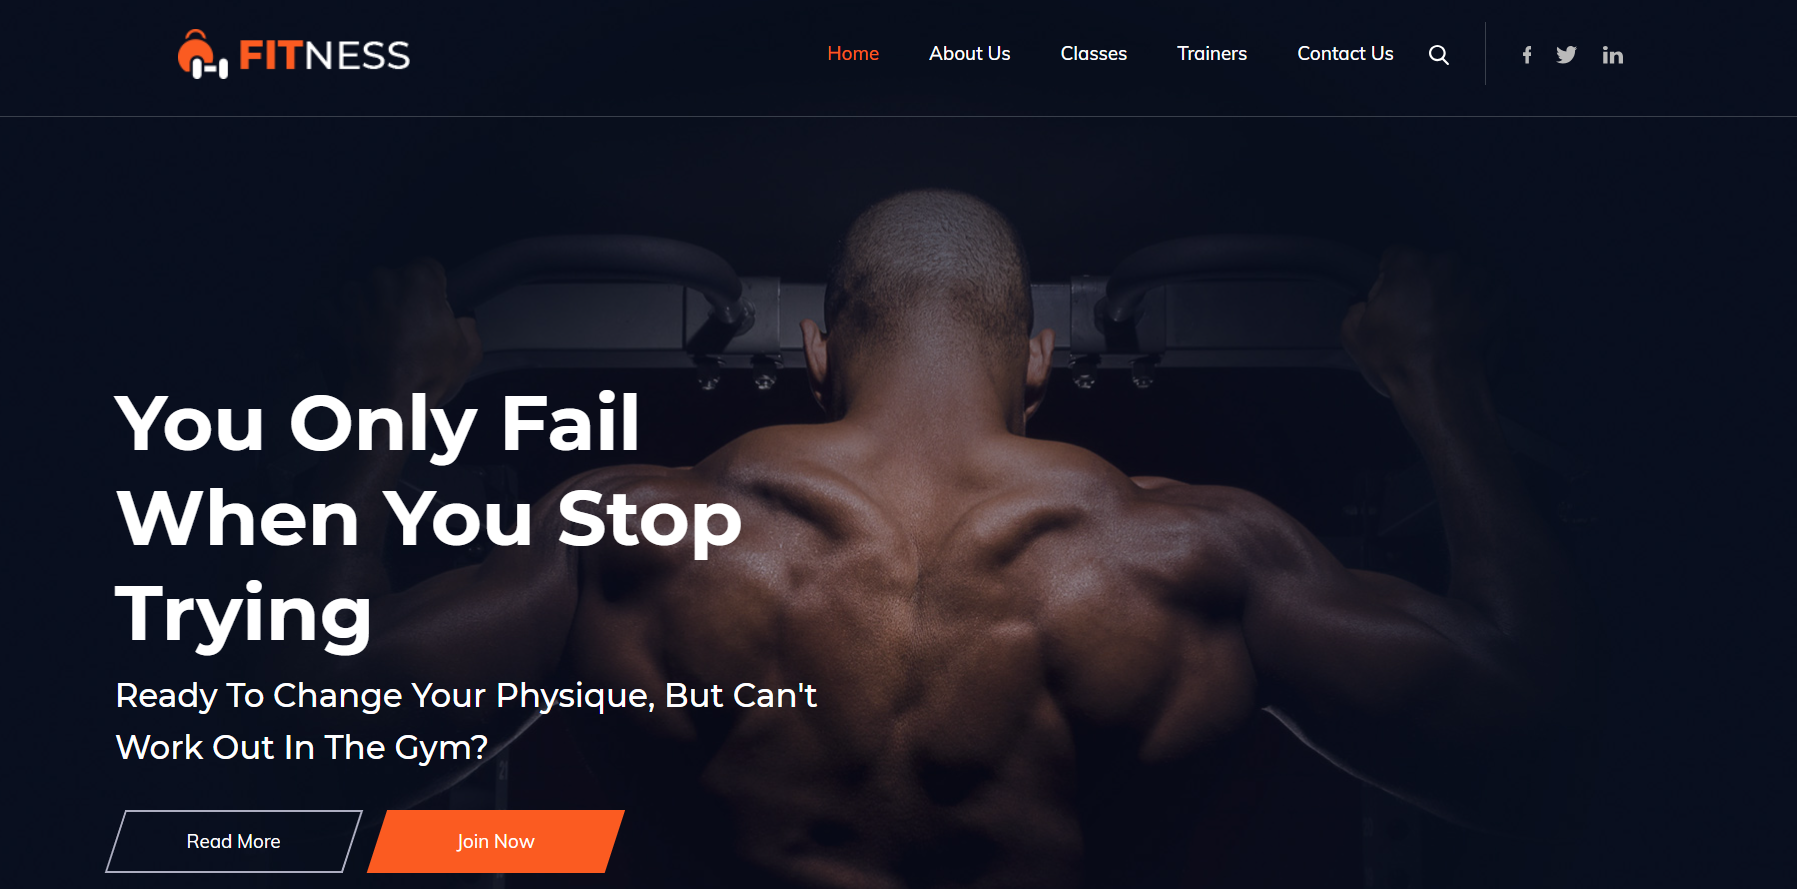 FITNESS
Home
About Us
Classes
Trainers
Contact Us
You Only Fail
When You Stop
Trying
Ready To Change Your Physique, But Can't
Work Out In The Gym?
Read More
Join Now